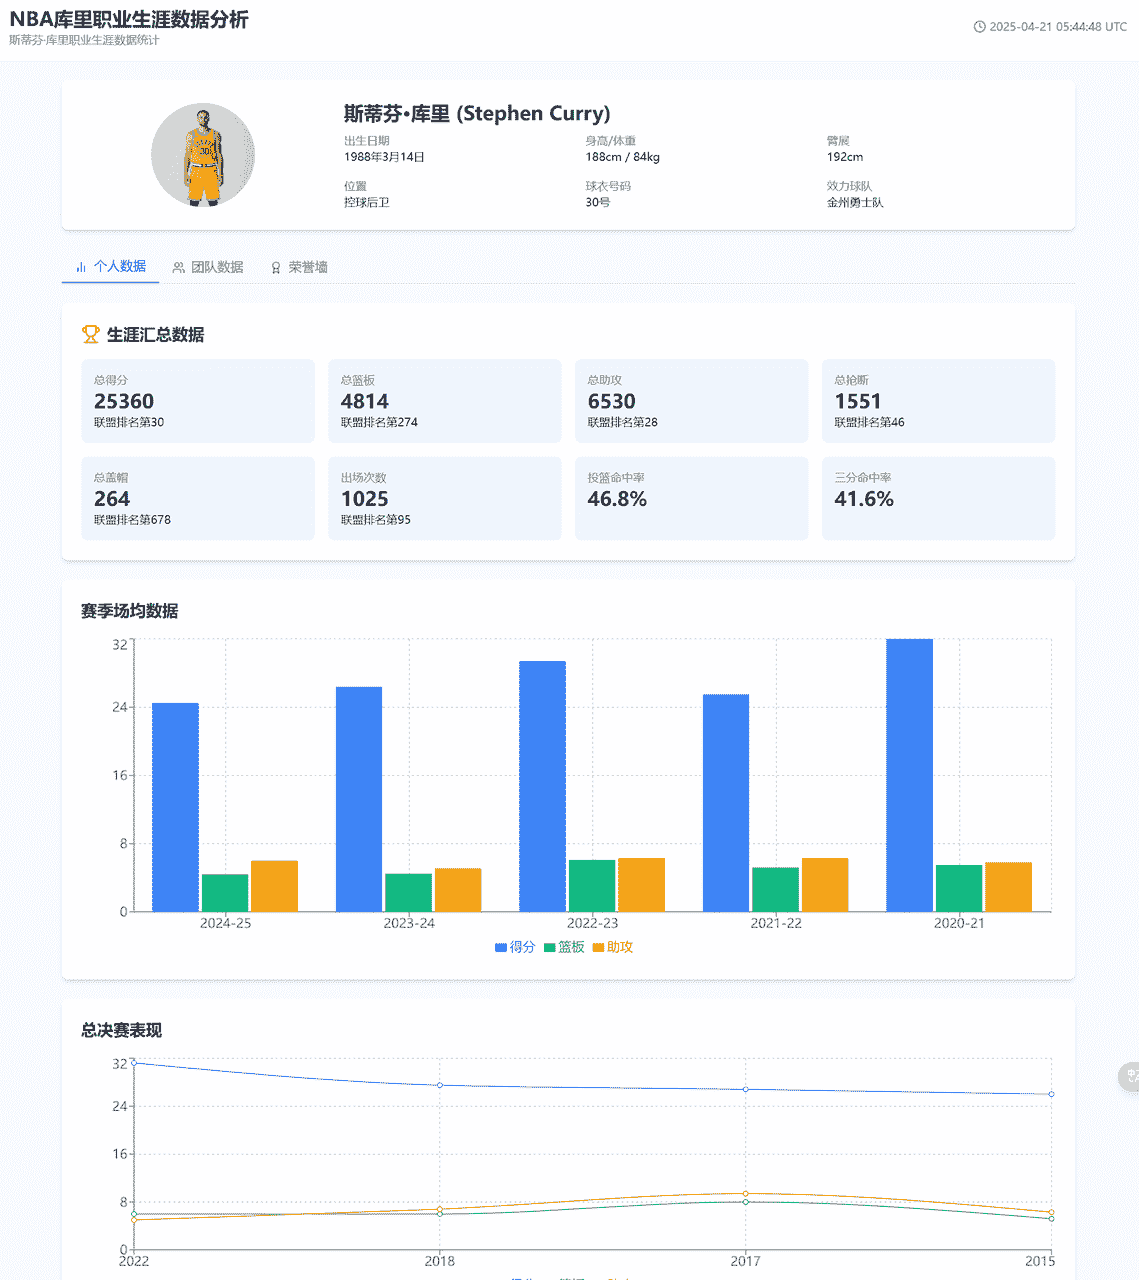 NBA库里职业生涯数据分析
斯蒂芬·库里职业生涯数据统计
2025-04-21 05:44:48 UTC
斯蒂芬•库里 (Stephen Curry)
出生日期 身高/体重 臂展
1988年3月14日 188cm / 84kg 192cm
位置 球衣号码 效力球队
控球后卫 30号 金州勇士队
个人数据 团队数据 荣誉墙
生涯汇总数据
总得分 总篮板 总助攻 总抢断
25360 4814 6530 1551
联盟排名第30 联盟排名第274 联盟排名第28 联盟排名第46
总盖帽 出场次数 投篮命中率 三分命中率
264 1025 46.8% 41.6%
联盟排名第678 联盟排名第95
赛季场均数据
32
24
16
8
0
2024-25 2023-24 2022-23 2021-22 2020-21
得分 篮板 助攻
总决赛表现
32
24
16
8
0
2022 2018 2017 2015